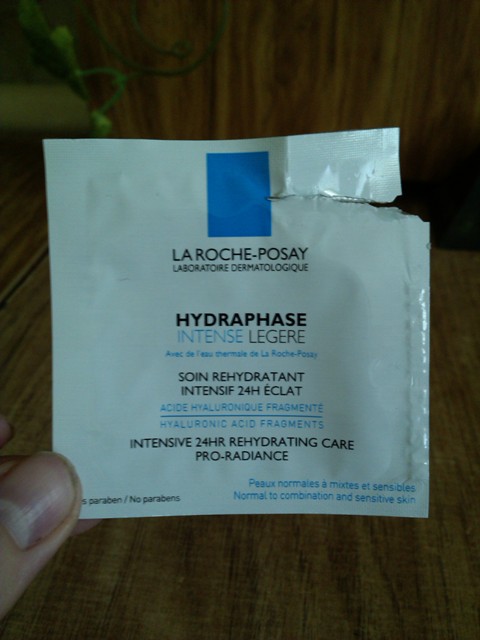 LA ROCHE-POSAY
LABORATOIRE DERMATOLOGIQUE
HYDRAPHASE
INTENSE LEGERE
Avec de l'eau thermale de La Roche-Posay
SOIN REHYDRATANT
INTENSIF 24H ÉCLAT
ACIDE HYALURONIQUE FRAGMENTÉ
HYALURONIC ACID FRAGMENTS
INTENSIVE 24HR REHYDRATING CARE
PRO-RADIANCE
Peaux normales à mixtes et sensibles
Normal to combination and sensitive skin
s paraben / No parabens